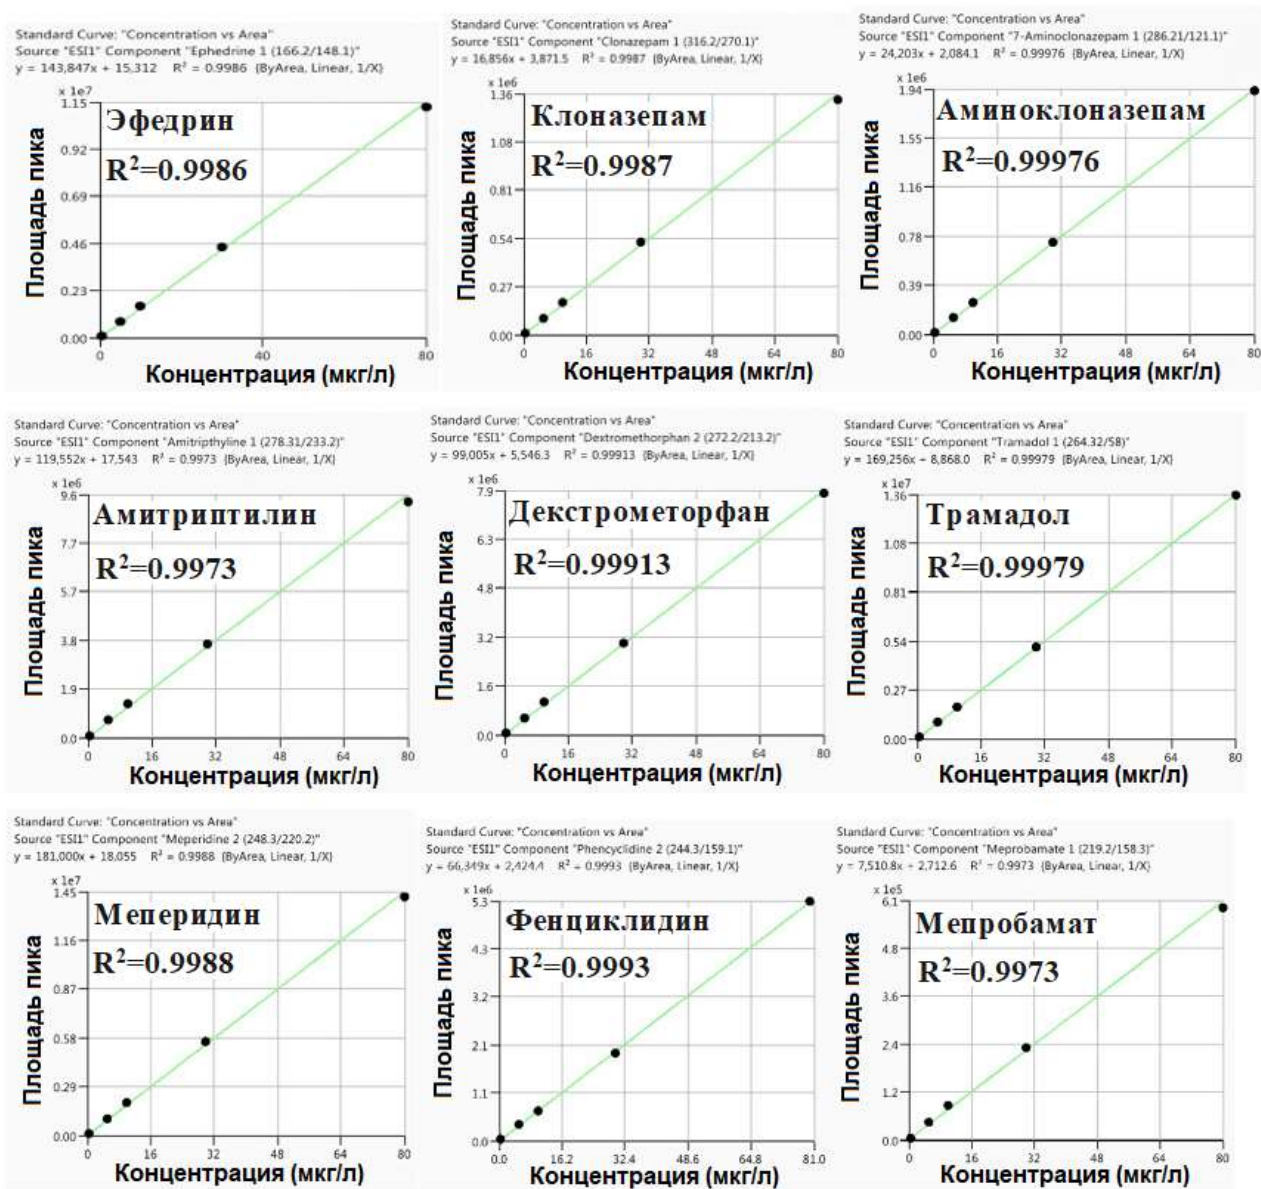 Standard Curve: "Concentration vs Area"
Source "ESI1" Component "Ephedrine 1 (166.2/148.1)"
y = 143,847x + 15,312 R² = 0.9986 (ByArea, Linear, 1/X)
x 1e7
Эфедрин
R²=0.9986
Площадь пика
1.15
0.92
0.69
0.46
0.23
0.00
0 40 80
Концентрация (мкг/л)
Standard Curve: "Concentration vs Area"
Source "ESI1" Component "Clonazepam 1 (316.2/270.1)"
y = 16,856x + 3,871.5 R² = 0.9987 (ByArea, Linear, 1/X)
x 1e6
Клоназепам
R²=0.9987
Площадь пика
1.36
1.08
0.81
0.54
0.27
0.00
0 16 32 48 64 80
Концентрация (мкг/л)
Standard Curve: "Concentration vs Area"
Source "ESI1" Component "7-Aminoclonazepam 1 (286.21/121.1)"
y = 24,203x + 2,084.1 R² = 0.99976 (ByArea, Linear, 1/X)
x 1e6
Аминоклоназепам
R²=0.99976
Площадь пика
1.94
1.55
1.16
0.78
0.39
0.00
0 16 32 48 64 80
Концентрация (мкг/л)
Standard Curve: "Concentration vs Area"
Source "ESI1" Component "Amitripthyline 1 (278.31/233.2)"
y = 119,552x + 17,543 R² = 0.9973 (ByArea, Linear, 1/X)
x 1e6
Амитриптилин
R²=0.9973
Площадь пика
9.6
7.7
5.7
3.8
1.9
0.0
0 16 32 48 64 80
Концентрация (мкг/л)
Standard Curve: "Concentration vs Area"
Source "ESI1" Component "Dextromethorphan 2 (272.2/213.2)"
y = 99,005x + 5,546.3 R² = 0.99913 (ByArea, Linear, 1/X)
x 1e6
Декстрометорфан
R²=0.99913
Площадь пика
7.9
6.3
4.8
3.2
1.6
0.0
0 16 32 48 64 80
Концентрация (мкг/л)
Standard Curve: "Concentration vs Area"
Source "ESI1" Component "Tramadol 1 (264.32/58)"
y = 169,256x + 8,868.0 R² = 0.99979 (ByArea, Linear, 1/X)
x 1e7
Трамадол
R²=0.99979
Площадь пика
1.36
1.08
0.81
0.54
0.27
0.00
0 16 32 48 64 80
Концентрация (мкг/л)
Standard Curve: "Concentration vs Area"
Source "ESI1" Component "Meperidine 2 (248.3/220.2)"
y = 181,000x + 18,055 R² = 0.9988 (ByArea, Linear, 1/X)
x 1e7
Меперидин
R²=0.9988
Площадь пика
1.45
1.16
0.87
0.58
0.29
0.00
0 16 32 48 64 80
Концентрация (мкг/л)
Standard Curve: "Concentration vs Area"
Source "ESI1" Component "Phencyclidine 2 (244.3/159.1)"
y = 66,349x + 2,424.4 R² = 0.9993 (ByArea, Linear, 1/X)
x 1e6
Фенциклидин
R²=0.9993
Площадь пика
5.3
4.3
3.2
2.1
1.1
0.0
0.0 16.2 32.4 48.6 64.8 81.0
Концентрация (мкг/л)
Standard Curve: "Concentration vs Area"
Source "ESI1" Component "Meprobamate 1 (219.2/158.3)"
y = 7,510.8x + 2,712.6 R² = 0.9973 (ByArea, Linear, 1/X)
x 1e5
Мепробамат
R²=0.9973
Площадь пика
6.1
4.8
3.6
2.4
1.2
0.0
0 16 32 48 64 80
Концентрация (мкг/л)